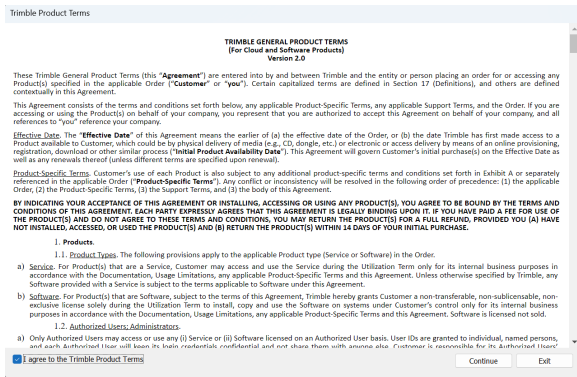 Trimble Product Terms
TRIMBLE GENERAL PRODUCT TERMS
(For Cloud and Software Products)
Version 2.0
These Trimble General Product Terms (this "Agreement") are entered into by and between Trimble and the entity or person placing an order for or accessing any
Product(s) specified in the applicable Order ("Customer" or "you"). Certain capitalized terms are defined in Section 17 (Definitions), and others are defined
contextually in this Agreement.
This Agreement consists of the terms and conditions set forth below, any applicable Product-Specific Terms, any applicable Support Terms, and the Order. If you are
accessing or using the Product(s) on behalf of your company, you represent that you are authorized to accept this Agreement on behalf of your company, and all
references to "you" reference your company.
Effective Date. The "Effective Date" of this Agreement means the earlier of (a) the effective date of the Order, or (b) the date Trimble has first made access to a
Product available to Customer, which could be by physical delivery of media (e.g., CD, dongle, etc.) or electronic or access delivery by means of an online provisioning,
registration, download or other similar process ("Initial Product Availability Date"). This Agreement will govern Customer's initial purchase(s) on the Effective Date as
well as any renewals thereof (unless different terms are specified upon renewal).
Product-Specific Terms. Customer's use of each Product is also subject to any additional product-specific terms and conditions set forth in Exhibit A or separately
referenced in the applicable Order ("Product-Specific Terms"). Any conflict or inconsistency will be resolved in the following order of precedence: (1) the applicable
Order, (2) the Product-Specific Terms, (3) the Support Terms, and (3) the body of this Agreement.
BY INDICATING YOUR ACCEPTANCE OF THIS AGREEMENT OR INSTALLING, ACCESSING OR USING ANY PRODUCT(S), YOU AGREE TO BE BOUND BY THE TERMS AND
CONDITIONS OF THIS AGREEMENT. EACH PARTY EXPRESSLY AGREES THAT THIS AGREEMENT IS LEGALLY BINDING UPON IT. IF YOU HAVE PAID A FEE FOR USE OF
THE PRODUCT(S) AND DO NOT AGREE TO THESE TERMS AND CONDITIONS, YOU MAY RETURN THE PRODUCT(S) FOR A FULL REFUND, PROVIDED YOU (A) HAVE
NOT INSTALLED, ACCESSED, OR USED THE PRODUCT(S) AND (B) RETURN THE PRODUCT(S) WITHIN 14 DAYS OF YOUR INITIAL PURCHASE.
1. Products.
1.1. Product Types. The following provisions apply to the applicable Product type (Service or Software) in the Order.
a) Service. For Product(s) that are a Service, Customer may access and use the Service during the Utilization Term only for its internal business purposes in
accordance with the Documentation, Usage Limitations, any applicable Product-Specific Terms and this Agreement. Unless otherwise specified by Trimble, any
Software provided with a Service is subject to the terms applicable to Software under this Agreement.
b) Software. For Product(s) that are Software, subject to the terms of this Agreement, Trimble hereby grants Customer a non-transferable, non-sublicensable, non-
exclusive license solely during the Utilization Term to install, copy and use the Software on systems under Customer's control only for its internal business
purposes in accordance with the Documentation, Usage Limitations, any applicable Product-Specific Terms and this Agreement. Software is licensed not sold.
1.2. Authorized Users; Administrators.
a) Only Authorized Users may access or use any (i) Service or (ii) Software licensed on an Authorized User basis. User IDs are granted to individual, named persons,
and each Authorized User will keep its login credentials confidential and not share them with anyone else. Customer is responsible for its Authorized Users'
I agree to the Trimble Product Terms
Continue
Exit